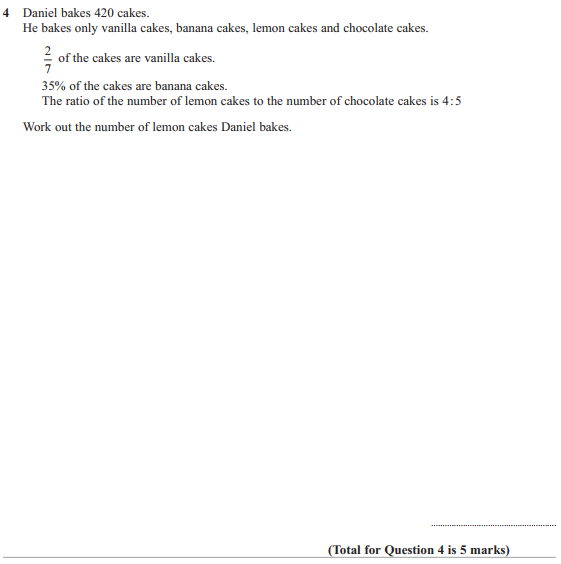 4 Daniel bakes 420 cakes.
He bakes only vanilla cakes, banana cakes, lemon cakes and chocolate cakes.
2/7 of the cakes are vanilla cakes.
35% of the cakes are banana cakes.
The ratio of the number of lemon cakes to the number of chocolate cakes is 4:5
Work out the number of lemon cakes Daniel bakes.
(Total for Question 4 is 5 marks)